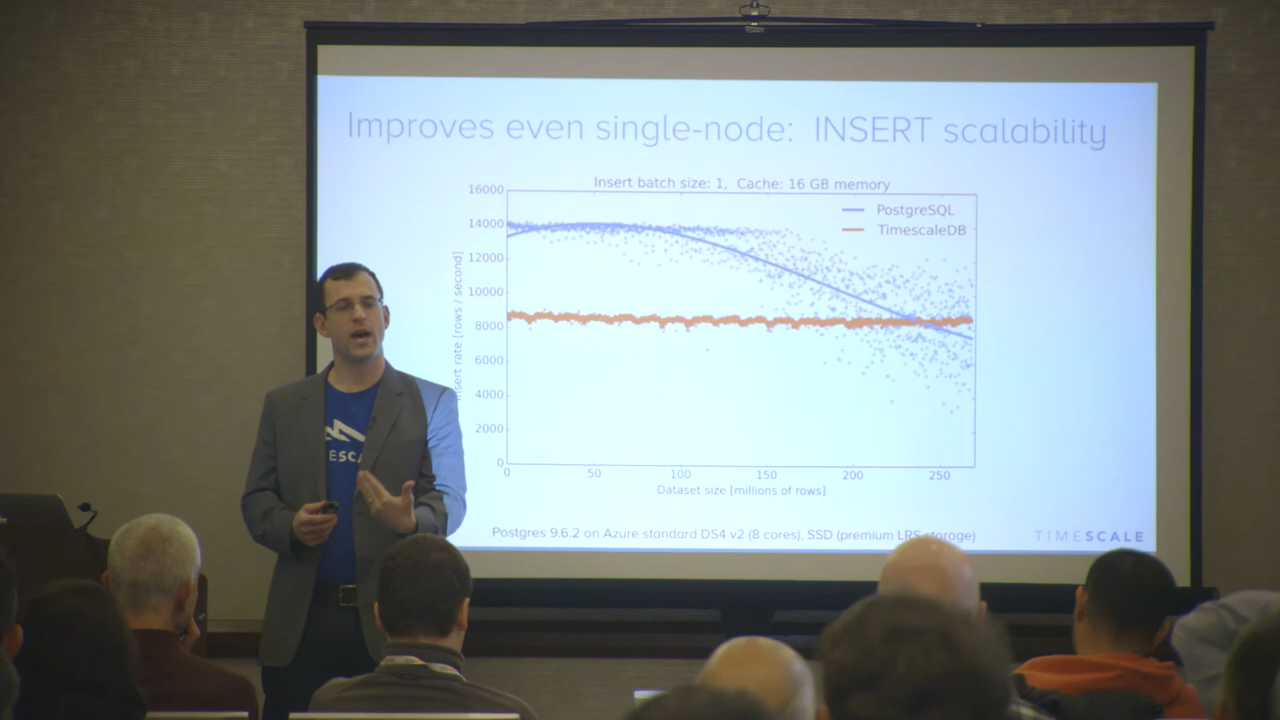 Improves even single-node: INSERT scalability
Insert batch size: 1, Cache: 16 GB memory
PostgreSQL
TimescaleDB
16000
14000
12000
10000
8000
6000
4000
2000
0
nsert rate [rows / second]
0 50 100 150 200 250
Dataset size [millions of rows]
ESCA
Postgres 9.6.2 on Azure standard DS4 v2 (8 cores), SSD (premium LRS storage)
TIMESCALE